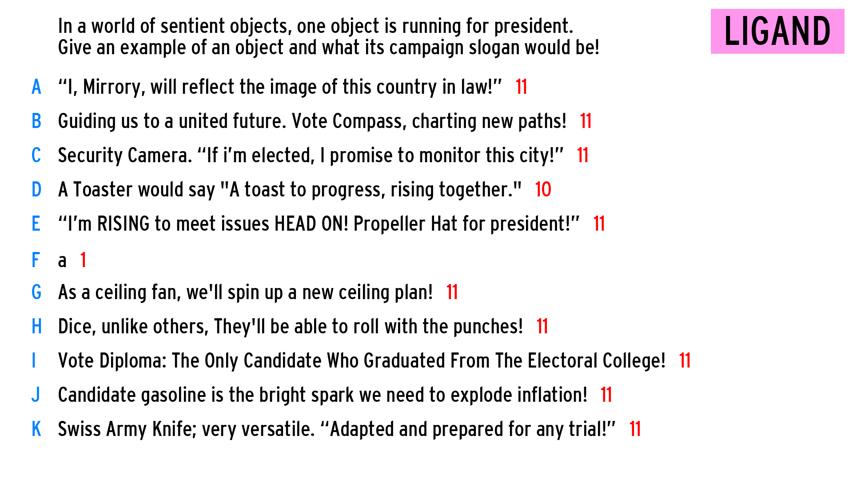 In a world of sentient objects, one object is running for president.
Give an example of an object and what its campaign slogan would be!
LIGAND
A “I, Mirrory, will reflect the image of this country in law!” 11
B Guiding us to a united future. Vote Compass, charting new paths! 11
C Security Camera. “If i’m elected, I promise to monitor this city!” 11
D A Toaster would say "A toast to progress, rising together." 10
E “I’m RISING to meet issues HEAD ON! Propeller Hat for president!” 11
F a 1
G As a ceiling fan, we'll spin up a new ceiling plan! 11
H Dice, unlike others, They'll be able to roll with the punches! 11
I Vote Diploma: The Only Candidate Who Graduated From The Electoral College! 11
J Candidate gasoline is the bright spark we need to explode inflation! 11
K Swiss Army Knife; very versatile. “Adapted and prepared for any trial!” 11